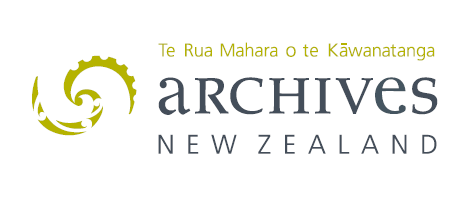 Te Rua Mahara o te Kāwanatanga
aRCHIVes
NEW ZEALAND